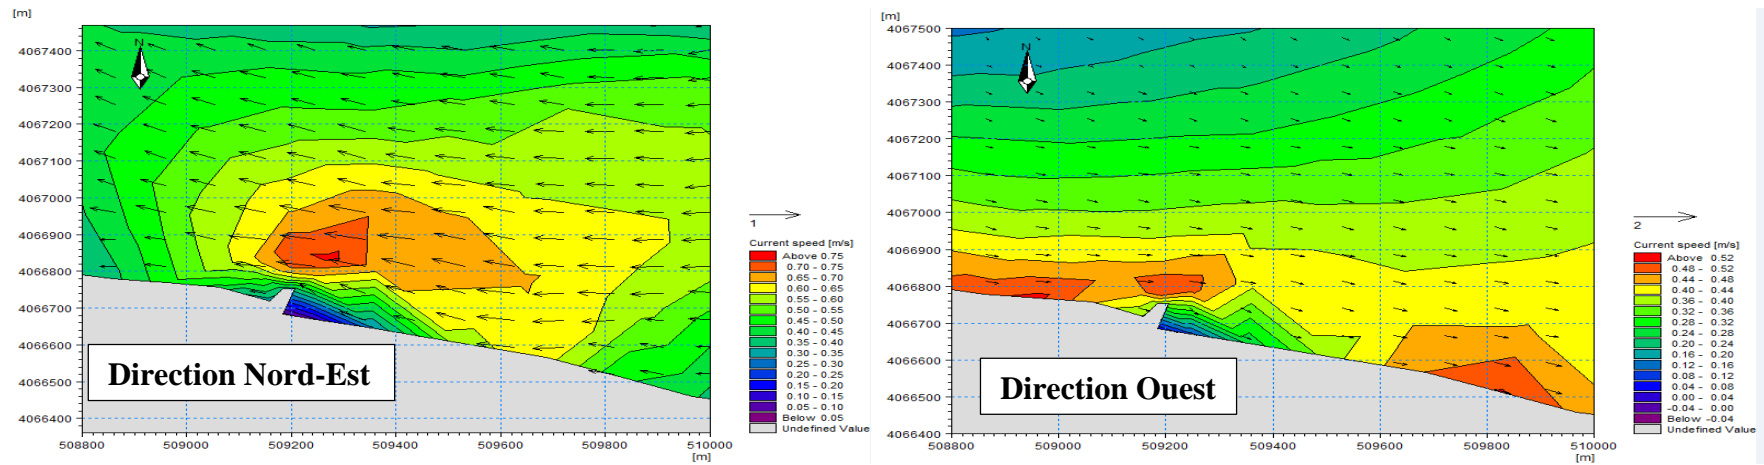 [m]
4067400
4067300
4067200
4067100
4067000
4066900
4066800
4066700
4066600
4066500
4066400
N
Direction Nord-Est
508800 509000 509200 509400 509600 509800 510000
[m]
1
Current speed [m/s]
Above 0.75
0.70 - 0.75
0.65 - 0.70
0.60 - 0.65
0.55 - 0.60
0.50 - 0.55
0.45 - 0.50
0.40 - 0.45
0.35 - 0.40
0.30 - 0.35
0.25 - 0.30
0.20 - 0.25
0.15 - 0.20
0.10 - 0.15
0.05 - 0.10
Below 0.05
Undefined Value
[m]
4067500
4067400
4067300
4067200
4067100
4067000
4066900
4066800
4066700
4066600
4066500
4066400
N
Direction Ouest
508800 509000 509200 509400 509600 509800 510000
[m]
2
Current speed [m/s]
Above 0.52
0.48 - 0.52
0.44 - 0.48
0.40 - 0.44
0.36 - 0.40
0.32 - 0.36
0.28 - 0.32
0.24 - 0.28
0.20 - 0.24
0.16 - 0.20
0.12 - 0.16
0.08 - 0.12
0.04 - 0.08
0.00 - 0.04
-0.04 - 0.00
Below -0.04
Undefined Value